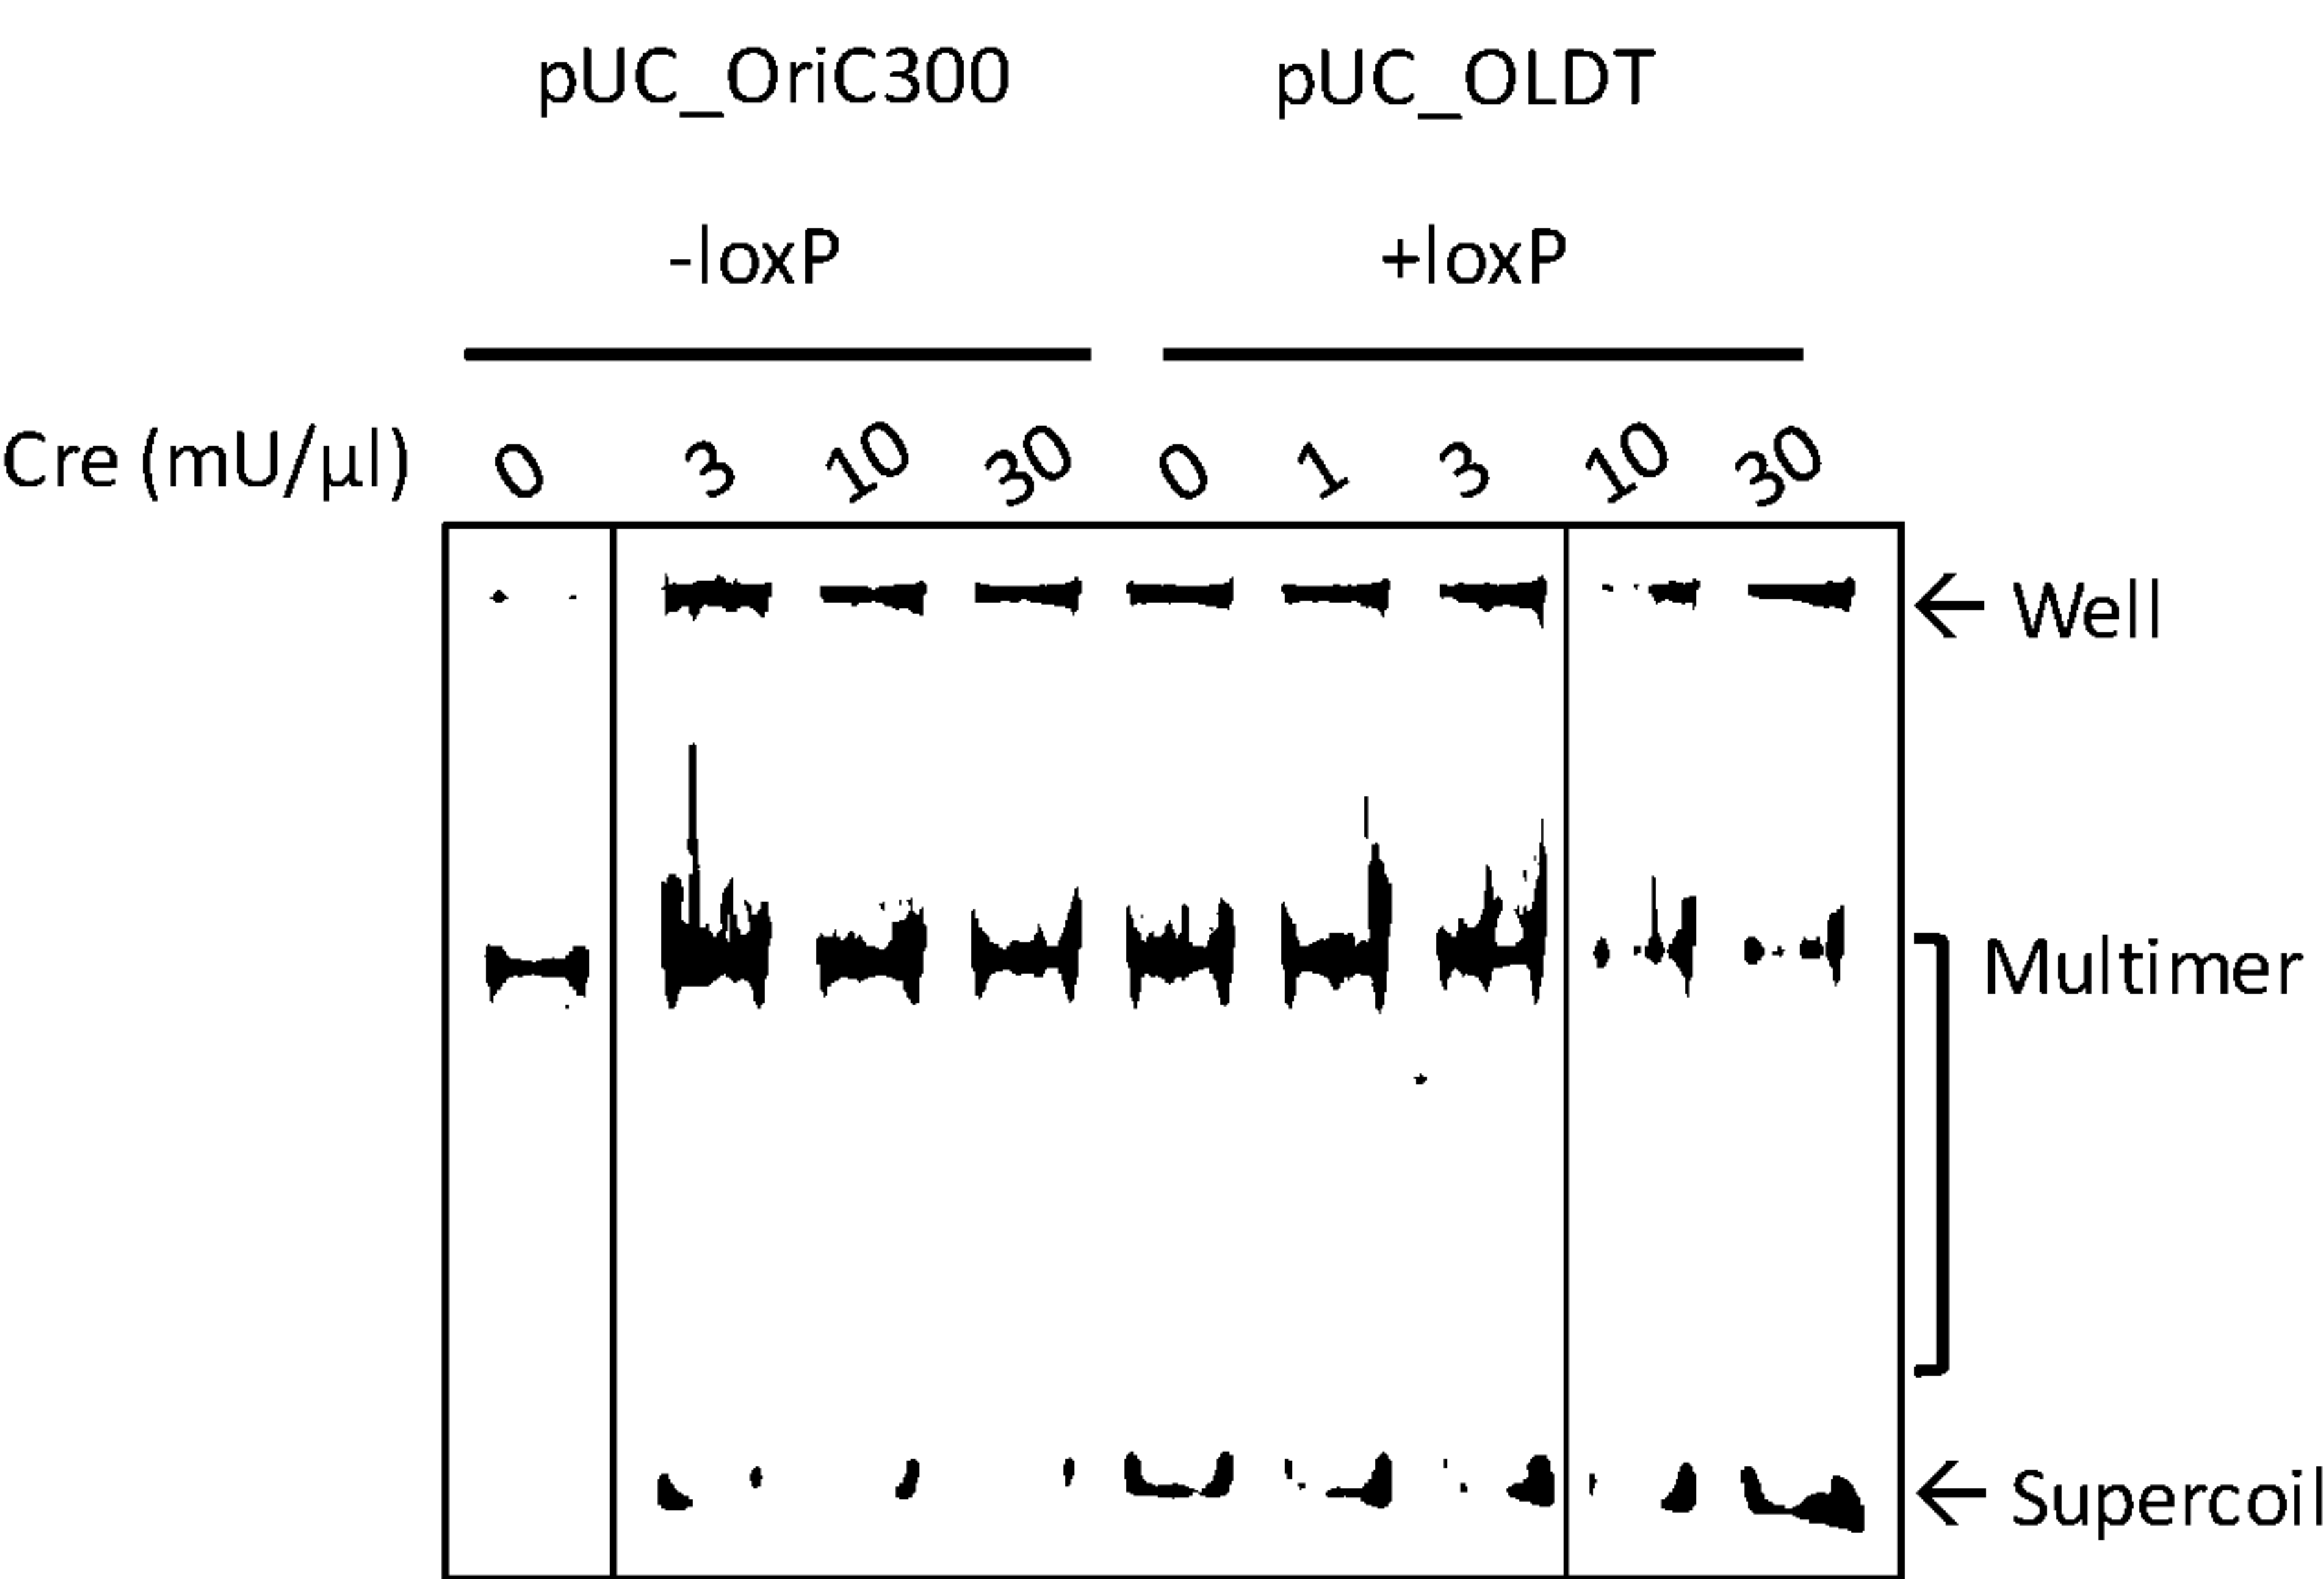 pUC_OriC300 pUC_OLDT
-loxP +loxP
Cre (mU/µl) 0 3 10 30 0 1 3 10 30
Well
Multimer
Supercoil